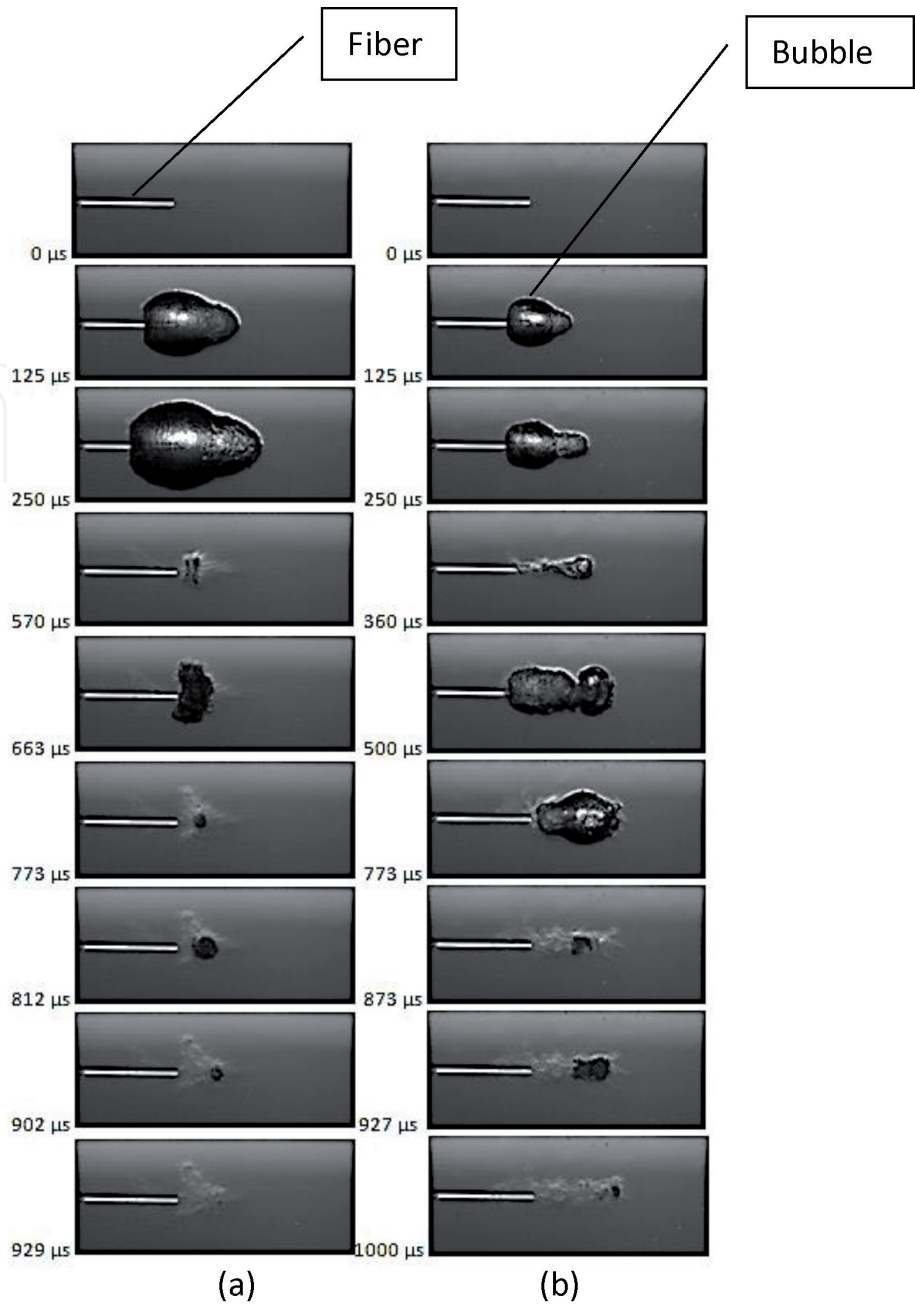 Fiber
Bubble
0 µs
0 µs
125 µs
125 µs
250 µs
250 µs
570 µs
360 µs
663 µs
500 µs
773 µs
773 µs
812 µs
873 µs
902 µs
927 µs
929 µs
1000 µs
(a)
(b)